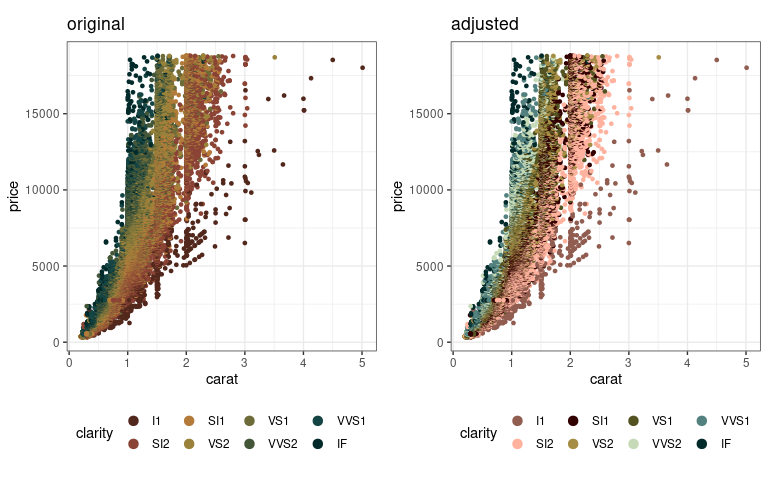 original
price
15000
10000
5000
0
0 1 2 3 4 5
carat
clarity
I1 SI1 VS1 VVS1
SI2 VS2 VVS2 IF
adjusted
price
15000
10000
5000
0
0 1 2 3 4 5
carat
clarity
I1 SI1 VS1 VVS1
SI2 VS2 VVS2 IF